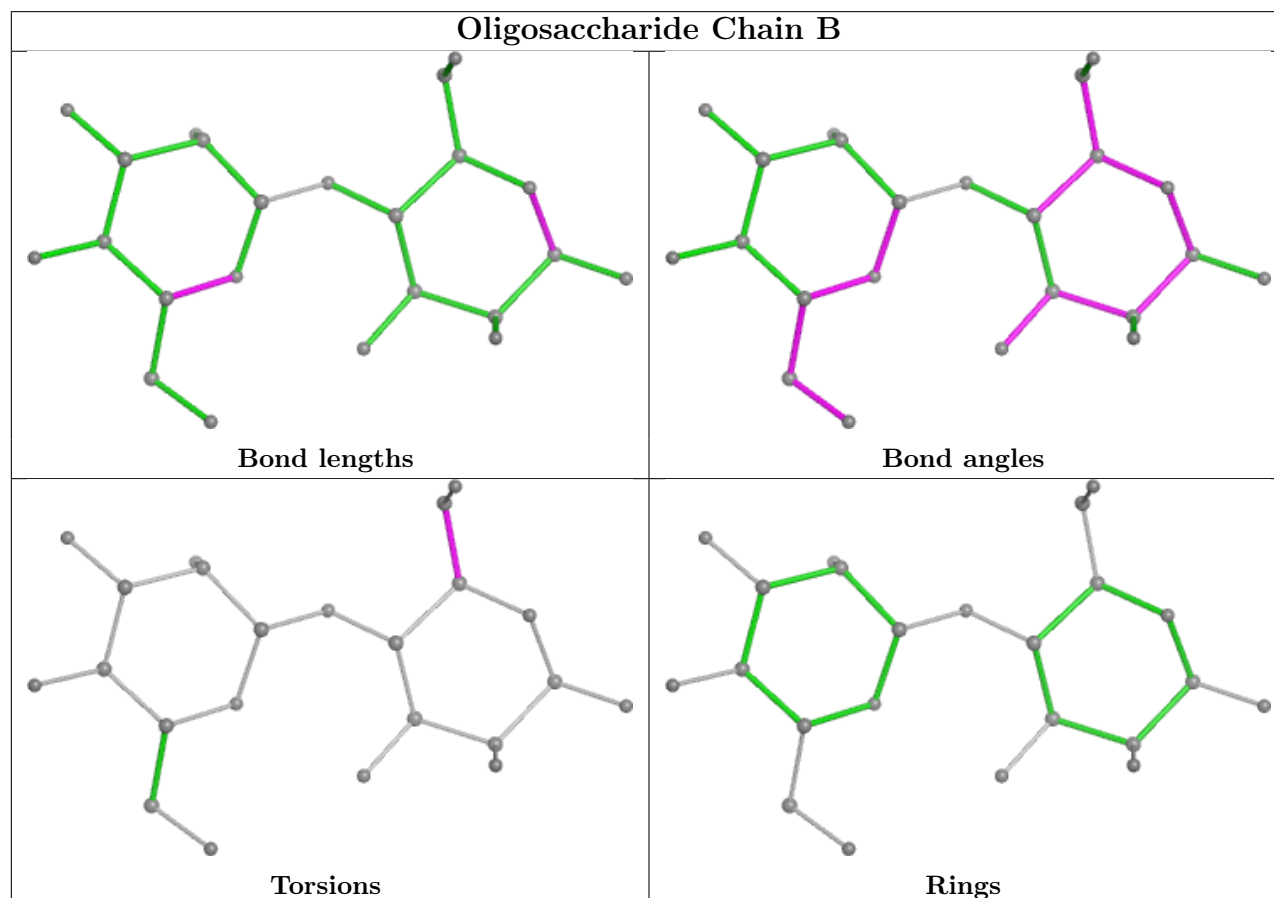 Oligosaccharide Chain B
Bond lengths
Bond angles
Torsions
Rings